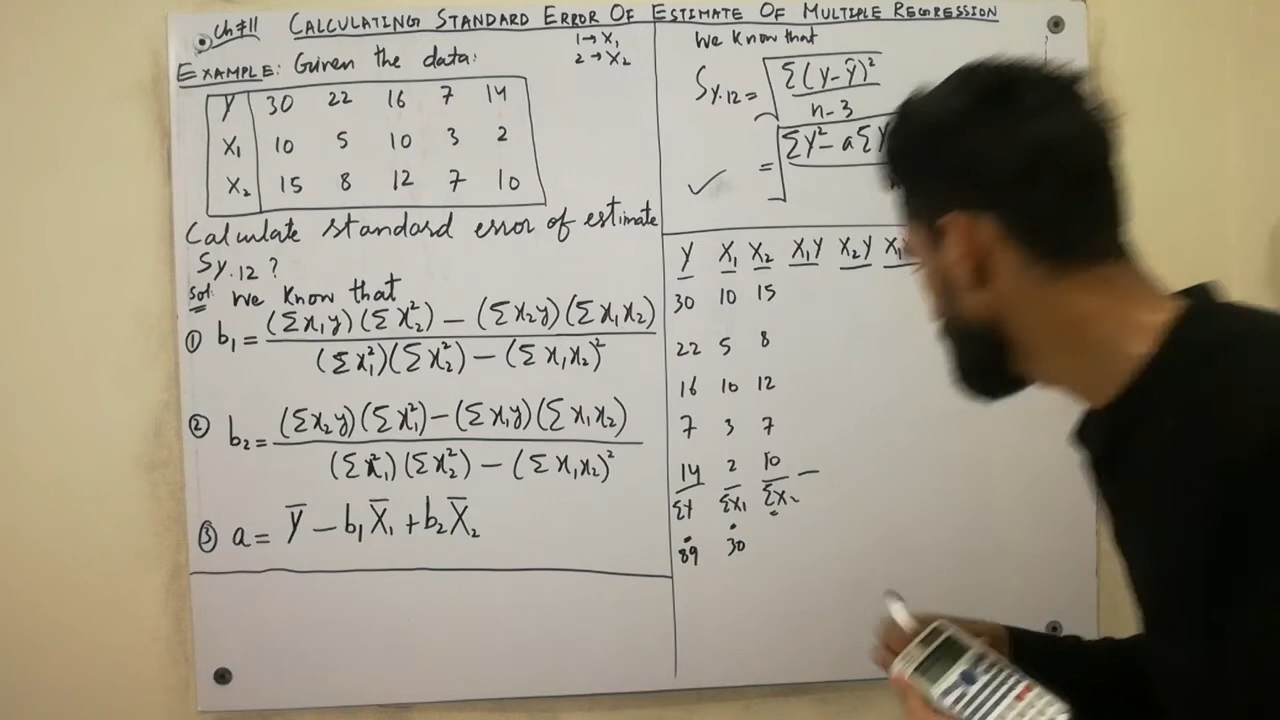 Ch#11 CALCULATING STANDARD ERROR OF ESTIMATE OF MULTIPLE REGRESSION
1→X₁
2→X₂
EXAMPLE: Given the data:
Y 30 22 16 7 14
X₁ 10 5 10 3 2
X₂ 15 8 12 7 10
Calculate standard error of estimate
Sy.12 ?
Sol: We know that
① b₁= (Σx₁y)(Σx₂²) − (Σx₂y)(Σx₁x₂)
(Σx₁²)(Σx₂²) − (Σx₁x₂)²
② b₂= (Σx₂y)(Σx₁²)−(Σx₁y)(Σx₁x₂)
(Σx₁²)(Σx₂²) − (Σx₁x₂)²
③ a= Y̅ − b₁X̅₁ + b₂X̅₂
We know that
Sy.12 = √ Σ(y−ŷ)²
n−3
= √ ΣY²− aΣY
✓
Y X₁ X₂ X₁Y X₂Y
30 10 15
22 5 8
16 10 12
7 3 7
14 2 10 —
ΣY ΣX₁ ΣX₂
89 30